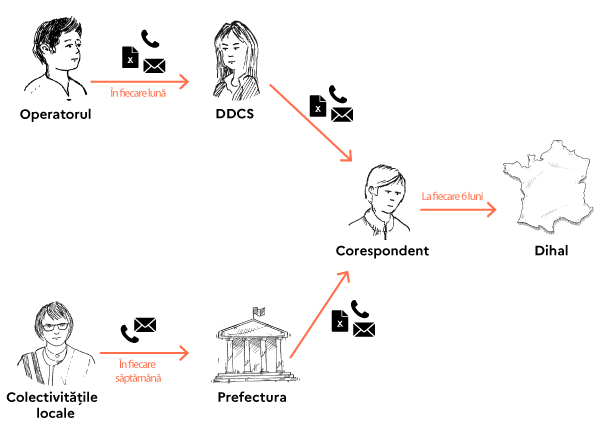 X
În fiecare lună
Operatorul
DDCS
X
La fiecare 6 luni
Corespondent
Dihal
X
În fiecare
săptămână
Colectivitățile
locale
Prefectura